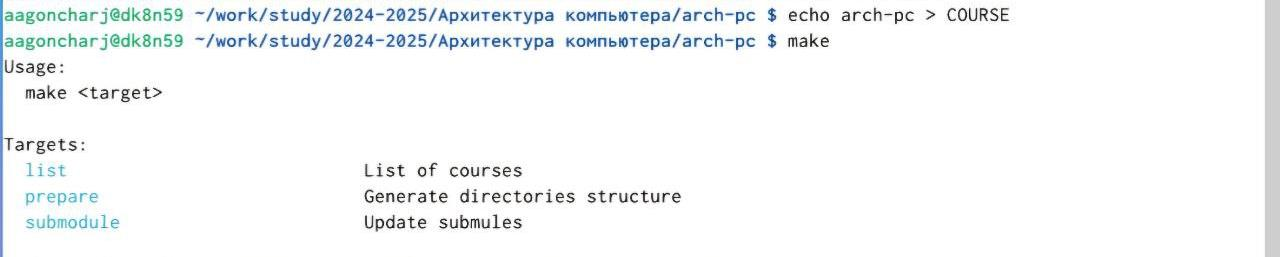 aagoncharj@dk8n59 ~/work/study/2024-2025/Архитектура компьютера/arch-pc $ echo arch-pc > COURSE
aagoncharj@dk8n59 ~/work/study/2024-2025/Архитектура компьютера/arch-pc $ make
Usage:
  make <target>

Targets:
  list                            List of courses
  prepare                         Generate directories structure
  submodule                       Update submules